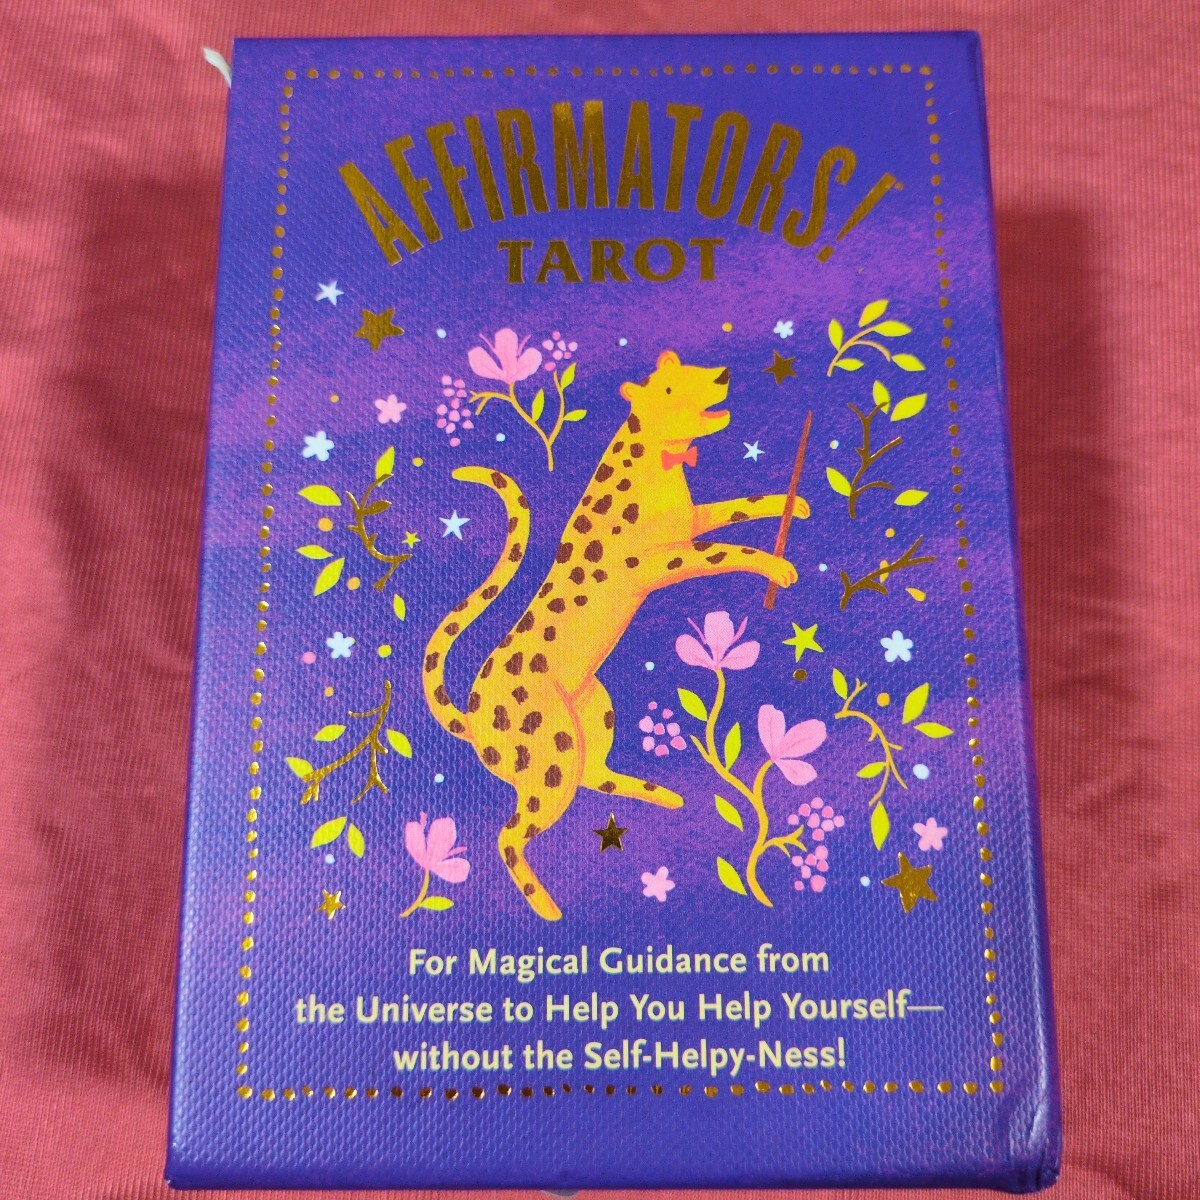 AFFIRMATORS!
TAROT
For Magical Guidance from
the Universe to Help You Help Yourself—
without the Self-Helpy-Ness!